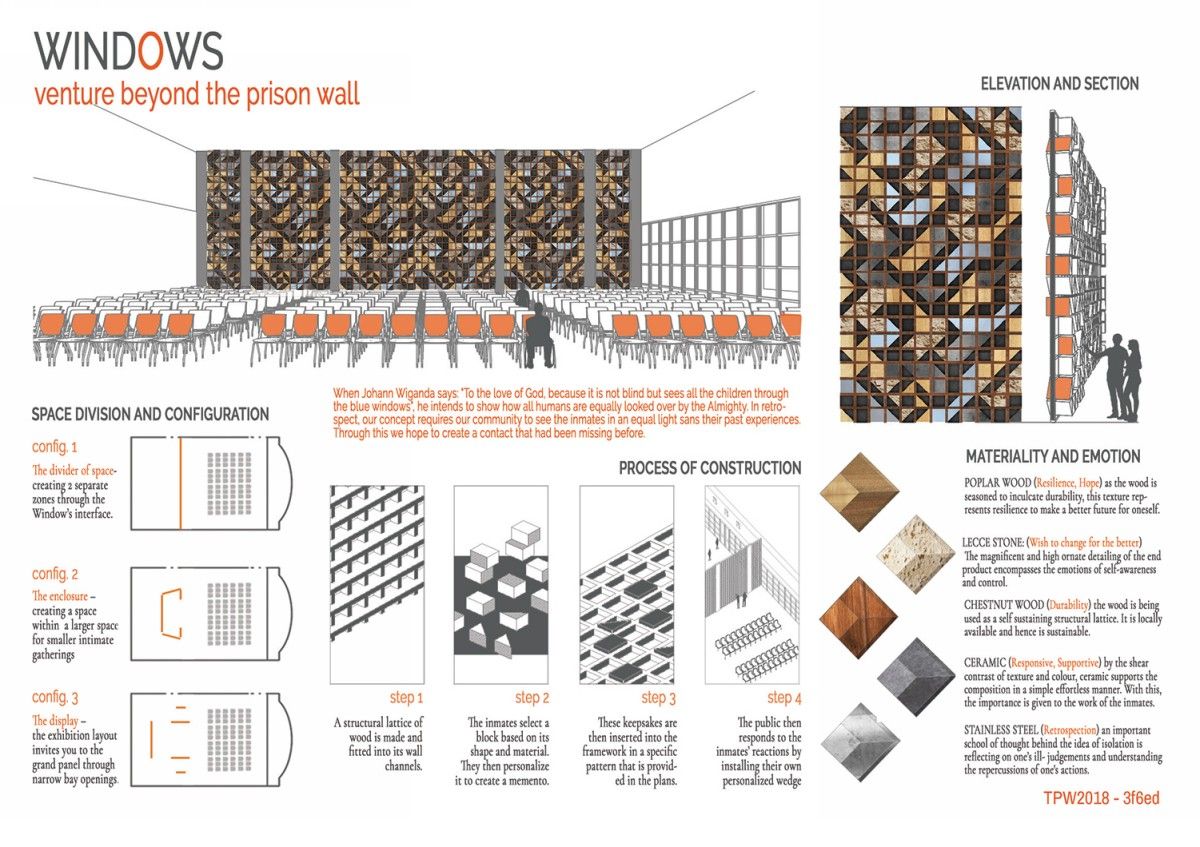 WINDOWS
venture beyond the prison wall
When Johann Wiganda says: "To the love of God, because it is not blind but sees all the children through
the blue windows", he intends to show how all humans are equally looked over by the Almighty. In retro-
spect, our concept requires our community to see the inmates in an equal light sans their past experiences.
Through this we hope to create a contact that had been missing before.
SPACE DIVISION AND CONFIGURATION
config. 1
The divider of space-
creating 2 separate
zones through the
Window's interface.
config. 2
The enclosure –
creating a space
within a larger space
for smaller intimate
gatherings
config. 3
The display –
the exhibition layout
invites you to the
grand panel through
narrow bay openings.
PROCESS OF CONSTRUCTION
step 1
A structural lattice of
wood is made and
fitted into its wall
channels.
step 2
The inmates select a
block based on its
shape and material.
They then personalize
it to create a memento.
step 3
These keepsakes are
then inserted into the
framework in a specific
pattern that is provid-
ed in the plans.
step 4
The public then
responds to the
inmates' reactions by
installing their own
personalized wedge
ELEVATION AND SECTION
MATERIALITY AND EMOTION
POPLAR WOOD (Resilience, Hope) as the wood is
seasoned to inculcate durability, this texture rep-
resents resilience to make a better future for oneself.
LECCE STONE: (Wish to change for the better)
The magnificent and high ornate detailing of the end
product encompasses the emotions of self-awareness
and control.
CHESTNUT WOOD (Durability) the wood is being
used as a self sustaining structural lattice. It is locally
available and hence is sustainable.
CERAMIC (Responsive, Supportive) by the shear
contrast of texture and colour, ceramic supports the
composition in a simple effortless manner. With this,
the importance is given to the work of the inmates.
STAINLESS STEEL (Retrospection) an important
school of thought behind the idea of isolation is
reflecting on one's ill- judgements and understanding
the repercussions of one's actions.
TPW2018 - 3f6ed